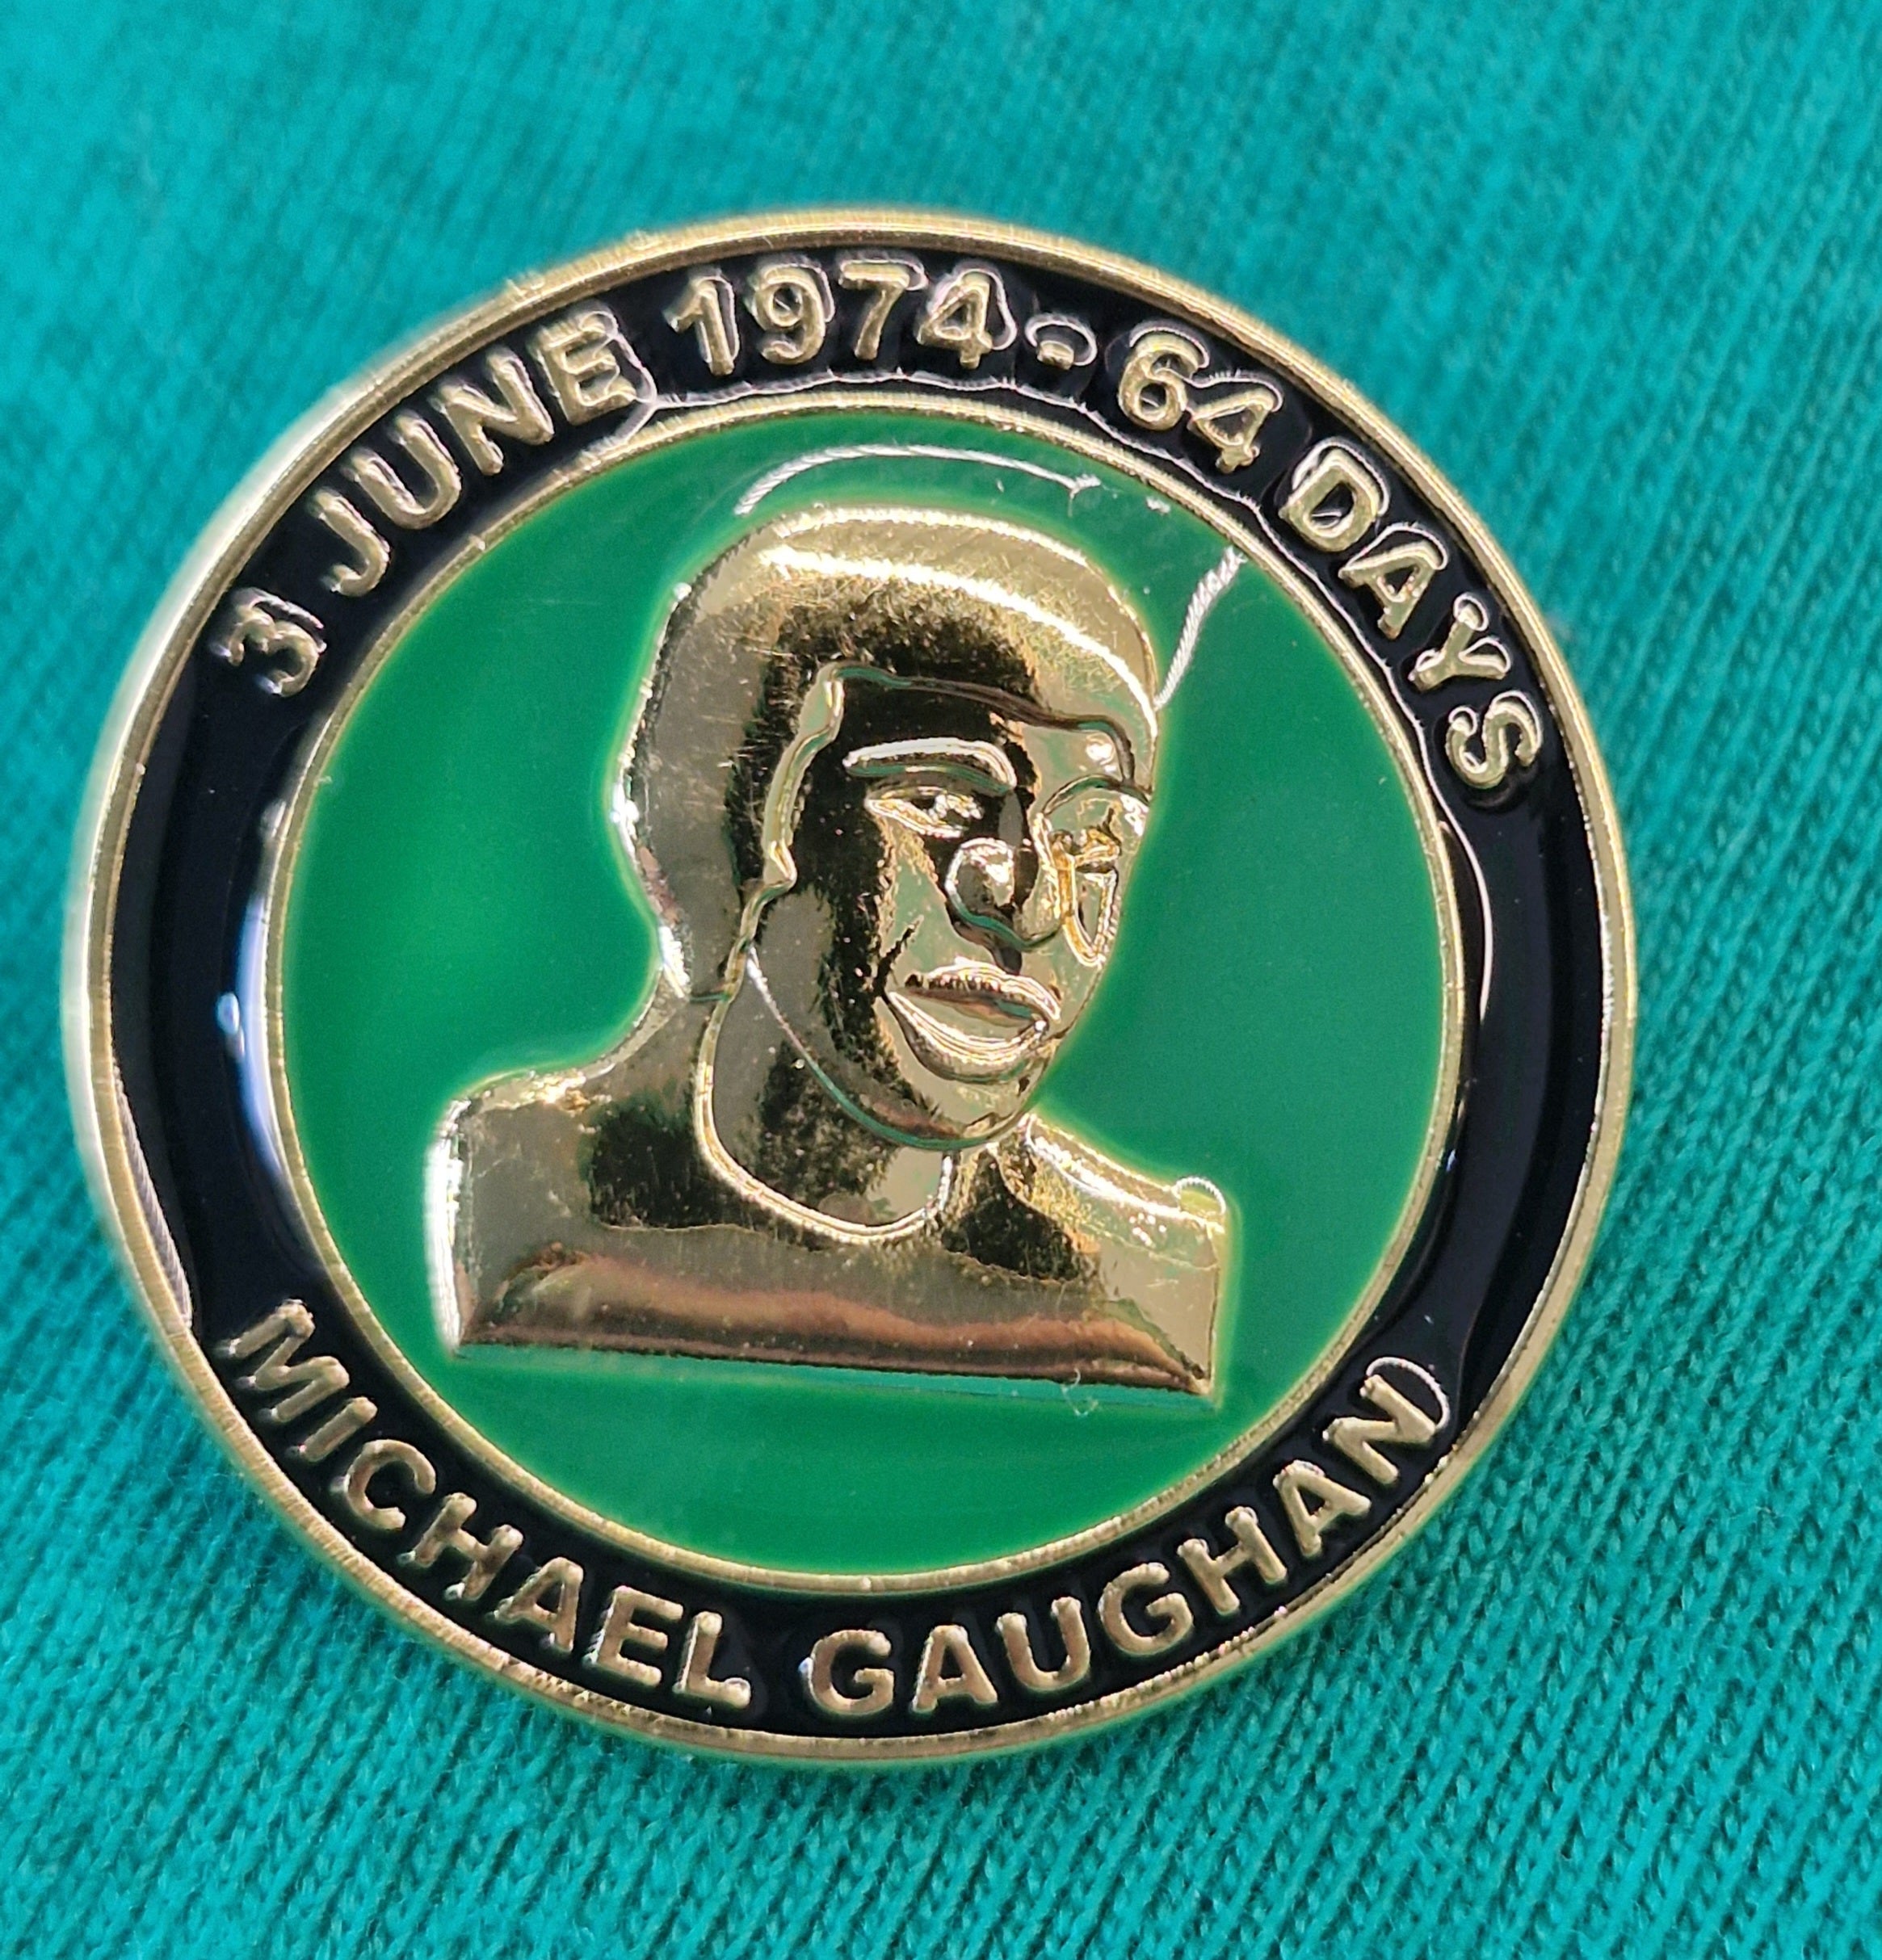 3 JUNE 1974 - 64 DAYS
MICHAEL GAUGHAN